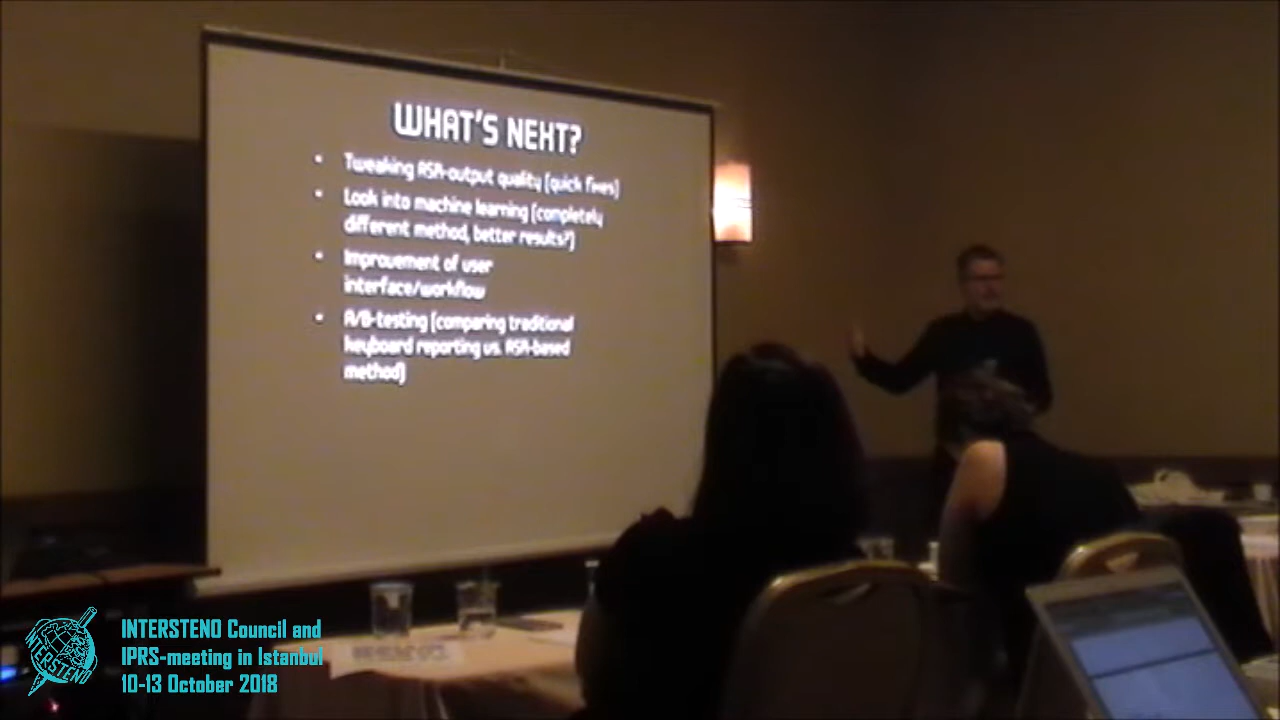 WHAT'S NEXT?
• Tweaking ASR-output quality (quick fixes)
• Look into machine learning (completely
different method, better results?)
• Improvement of user
interface/workflow
• A/B-testing (comparing traditional
keyboard reporting vs. ASR-based
method)
INTERSTENO
INTERSTENO Council and
IPRS-meeting in Istanbul
10-13 October 2018